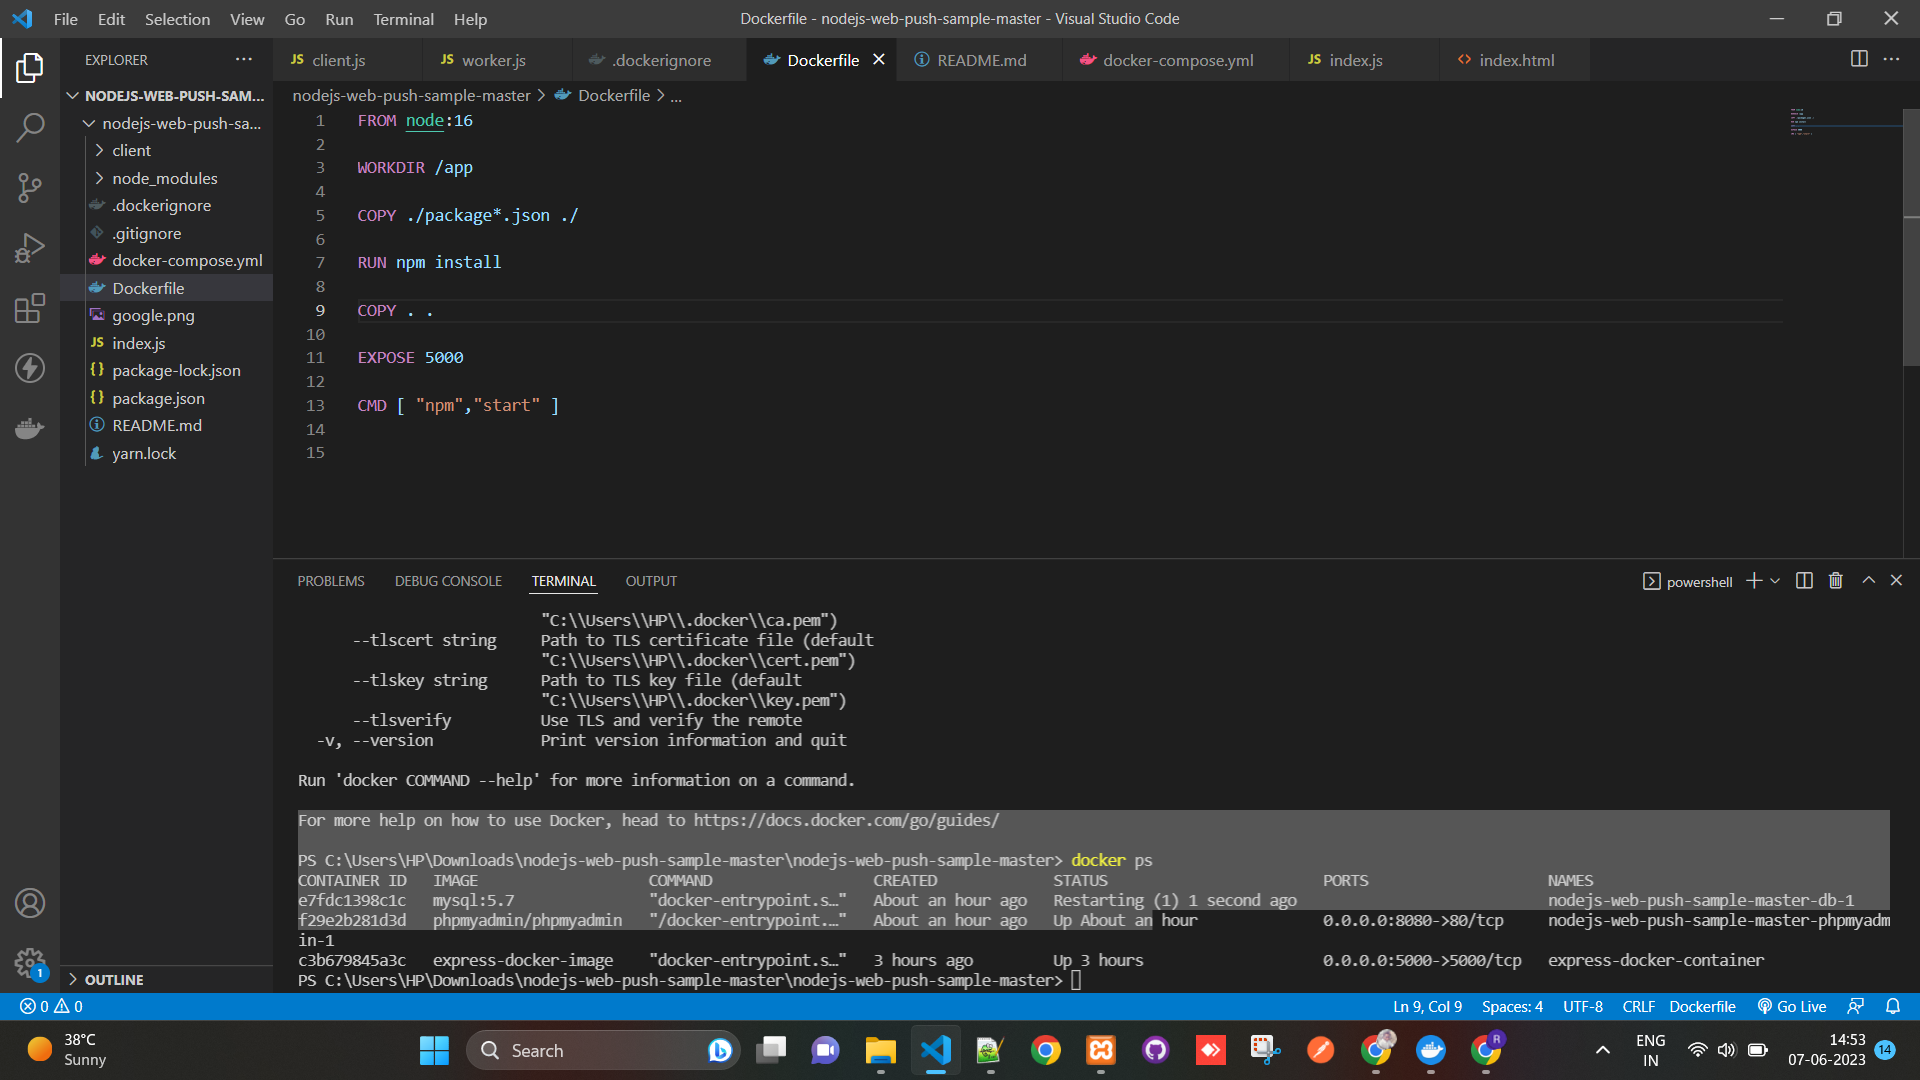 File Edit Selection View Go Run Terminal Help
Dockerfile - nodejs-web-push-sample-master - Visual Studio Code
EXPLORER
JS client.js
JS worker.js
.dockerignore
Dockerfile
README.md
docker-compose.yml
JS index.js
index.html
NODEJS-WEB-PUSH-SAM...
nodejs-web-push-sa...
client
node_modules
.dockerignore
.gitignore
docker-compose.yml
Dockerfile
google.png
JS index.js
{} package-lock.json
{} package.json
README.md
yarn.lock
OUTLINE
nodejs-web-push-sample-master > Dockerfile > ...
1 FROM node:16
2
3 WORKDIR /app
4
5 COPY ./package*.json ./
6
7 RUN npm install
8
9 COPY . .
10
11 EXPOSE 5000
12
13 CMD [ "npm","start" ]
14
15
PROBLEMS DEBUG CONSOLE TERMINAL OUTPUT
powershell
"C:\\Users\\HP\\.docker\\ca.pem")
--tlscert string Path to TLS certificate file (default
"C:\\Users\\HP\\.docker\\cert.pem")
--tlskey string Path to TLS key file (default
"C:\\Users\\HP\\.docker\\key.pem")
--tlsverify Use TLS and verify the remote
-v, --version Print version information and quit
Run 'docker COMMAND --help' for more information on a command.
For more help on how to use Docker, head to https://docs.docker.com/go/guides/
PS C:\Users\HP\Downloads\nodejs-web-push-sample-master\nodejs-web-push-sample-master> docker ps
CONTAINER ID IMAGE COMMAND CREATED STATUS PORTS NAMES
e7fdc1398c1c mysql:5.7 "docker-entrypoint.s…" About an hour ago Restarting (1) 1 second ago nodejs-web-push-sample-master-db-1
f29e2b281d3d phpmyadmin/phpmyadmin "/docker-entrypoint.…" About an hour ago Up About an hour 0.0.0.0:8080->80/tcp nodejs-web-push-sample-master-phpmyadm
in-1
c3b679845a3c express-docker-image "docker-entrypoint.s…" 3 hours ago Up 3 hours 0.0.0.0:5000->5000/tcp express-docker-container
PS C:\Users\HP\Downloads\nodejs-web-push-sample-master\nodejs-web-push-sample-master>
1
0 0
Ln 9, Col 9 Spaces: 4 UTF-8 CRLF Dockerfile Go Live
38°C
Sunny
Search
R
ENG
IN
14:53
07-06-2023
14